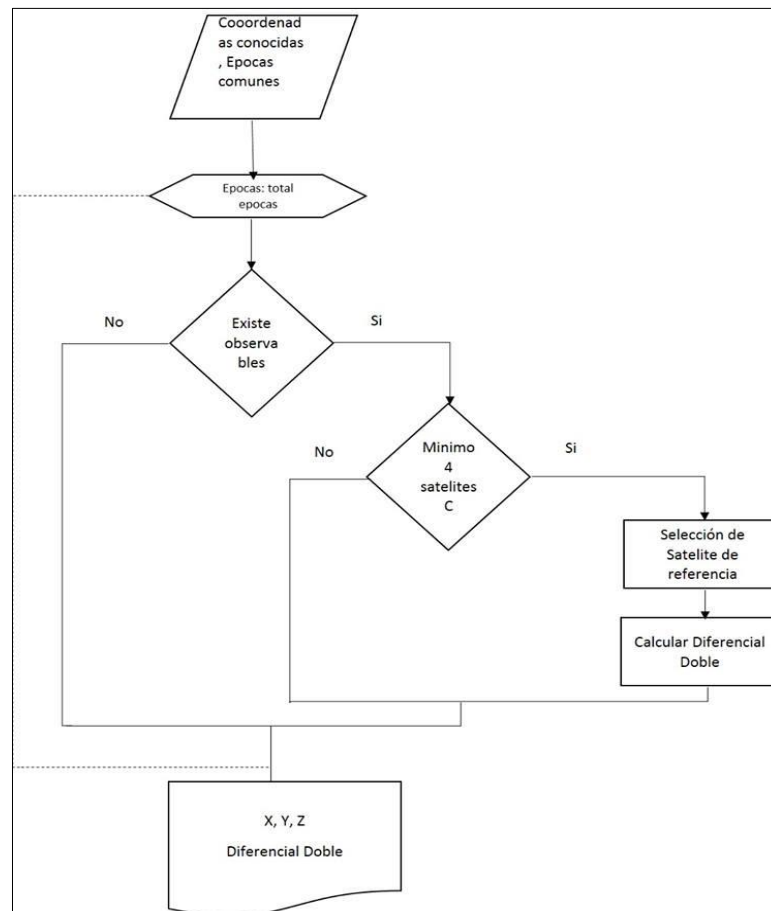 Cooordenad
as conocidas
, Epocas
comunes
Epocas: total
epocas
No
Existe
observa
bles
Si
No
Minimo
4
satelites
C
Si
Selección de
Satelite de
referencia
Calcular Diferencial
Doble
X, Y, Z
Diferencial Doble